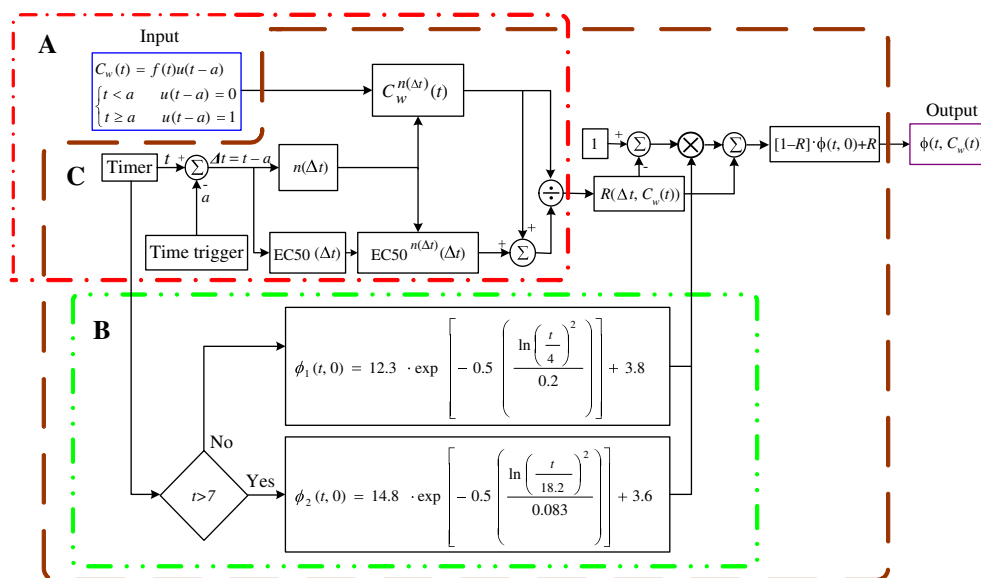 A
Input
C_w(t) = f(t)u(t−a)
{ t < a u(t−a) = 0
t ≥ a u(t−a) = 1
C_w^{n(Δt)}(t)
Output
1
+
Σ
-
⊗
Σ
[1−R]·ϕ(t, 0)+R
ϕ(t, C_w(t))
C
Timer
t
+
Σ
-
a
Δt = t − a
n(Δt)
÷
R(Δt, C_w(t))
Time trigger
EC50 (Δt)
EC50^{n(Δt)}(Δt)
+
+
Σ
B
ϕ_1(t, 0) = 12.3 · exp [ − 0.5 ( ln(t/4)^2 / 0.2 ) ] + 3.8
No
t>7
Yes
ϕ_2(t, 0) = 14.8 · exp [ − 0.5 ( ln(t/18.2)^2 / 0.083 ) ] + 3.6